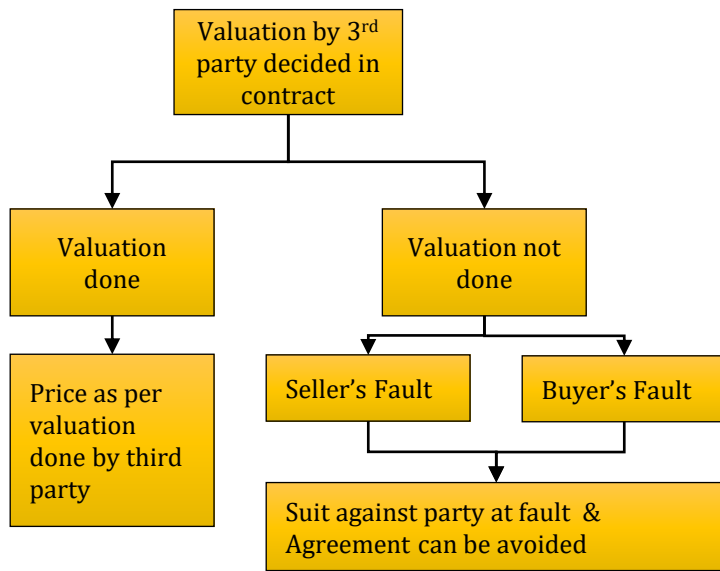 Valuation by 3rd
party decided in
contract
Valuation
done
Valuation not
done
Price as per
valuation
done by third
party
Seller’s Fault
Buyer’s Fault
Suit against party at fault &
Agreement can be avoided